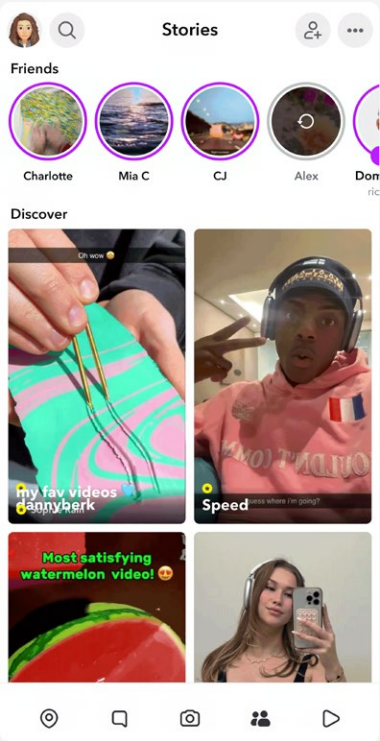 Stories
Friends
Charlotte
Mia C
CJ
Alex
Discover
Oh wow
my fav videos
dannyberk
Speed
guess where i'm going?
Most satisfying
watermelon video!